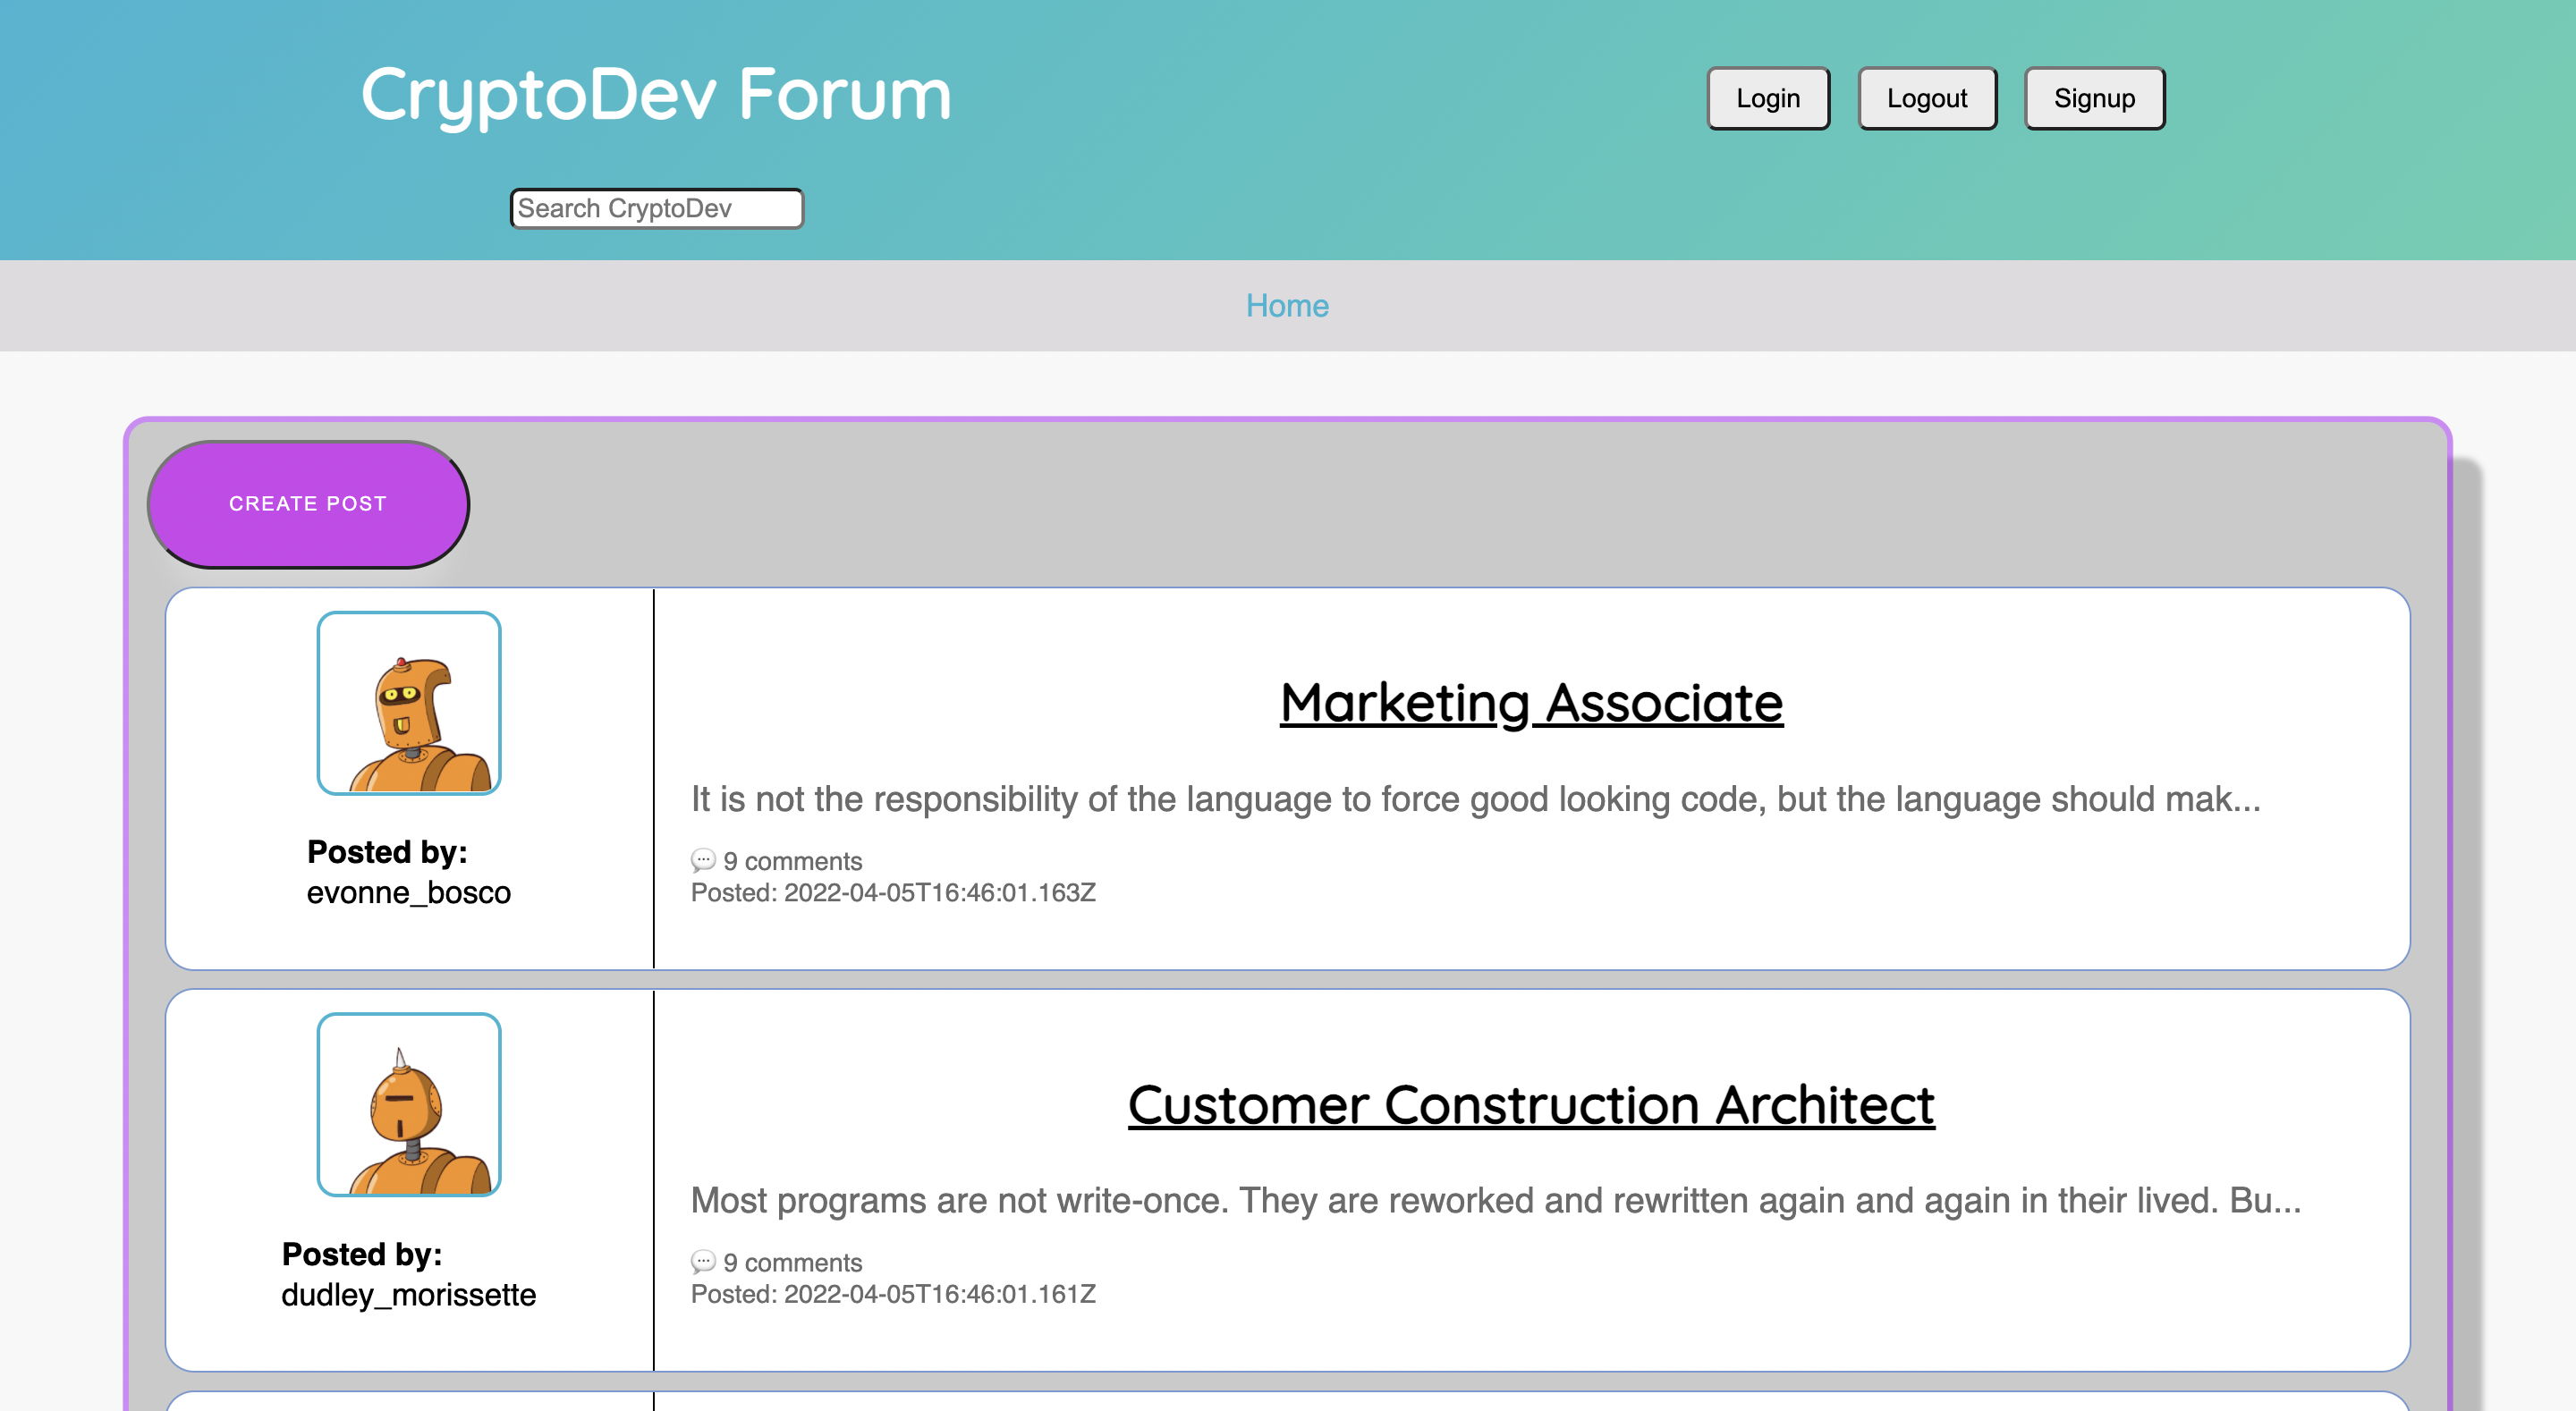 CryptoDev Forum
Login
Logout
Signup
Search CryptoDev
Home
CREATE POST
Marketing Associate
It is not the responsibility of the language to force good looking code, but the language should mak...
Posted by:
evonne_bosco
💬 9 comments
Posted: 2022-04-05T16:46:01.163Z
Customer Construction Architect
Most programs are not write-once. They are reworked and rewritten again and again in their lived. Bu...
Posted by:
dudley_morissette
💬 9 comments
Posted: 2022-04-05T16:46:01.161Z